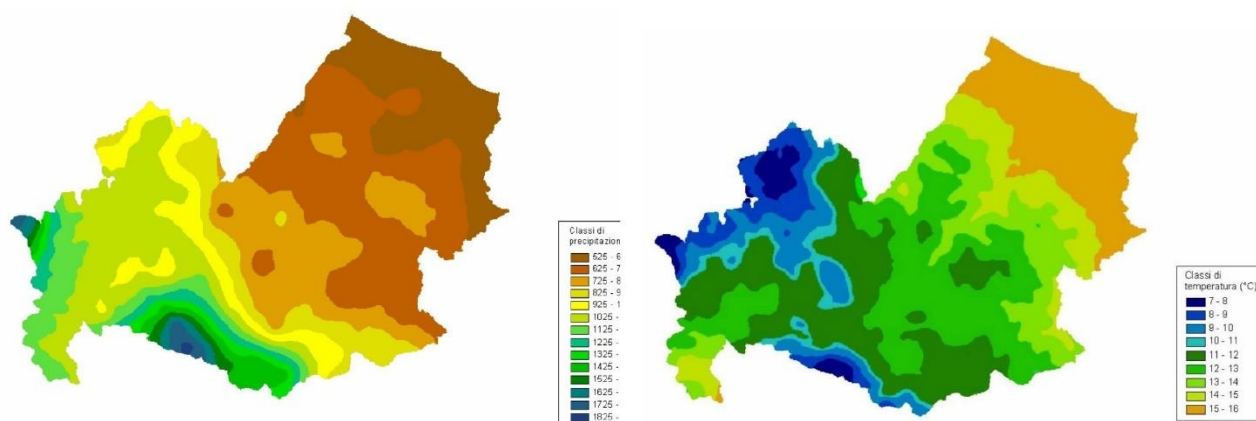 Classi di
precipitazion
525 - 6
625 - 7
725 - 8
825 - 9
925 - 1
1025 -
1125 -
1225 -
1325 -
1425 -
1525 -
1625 -
1725 -
1825 -
Classi di
temperatura (°C)
7 - 8
8 - 9
9 - 10
10 - 11
11 - 12
12 - 13
13 - 14
14 - 15
15 - 16